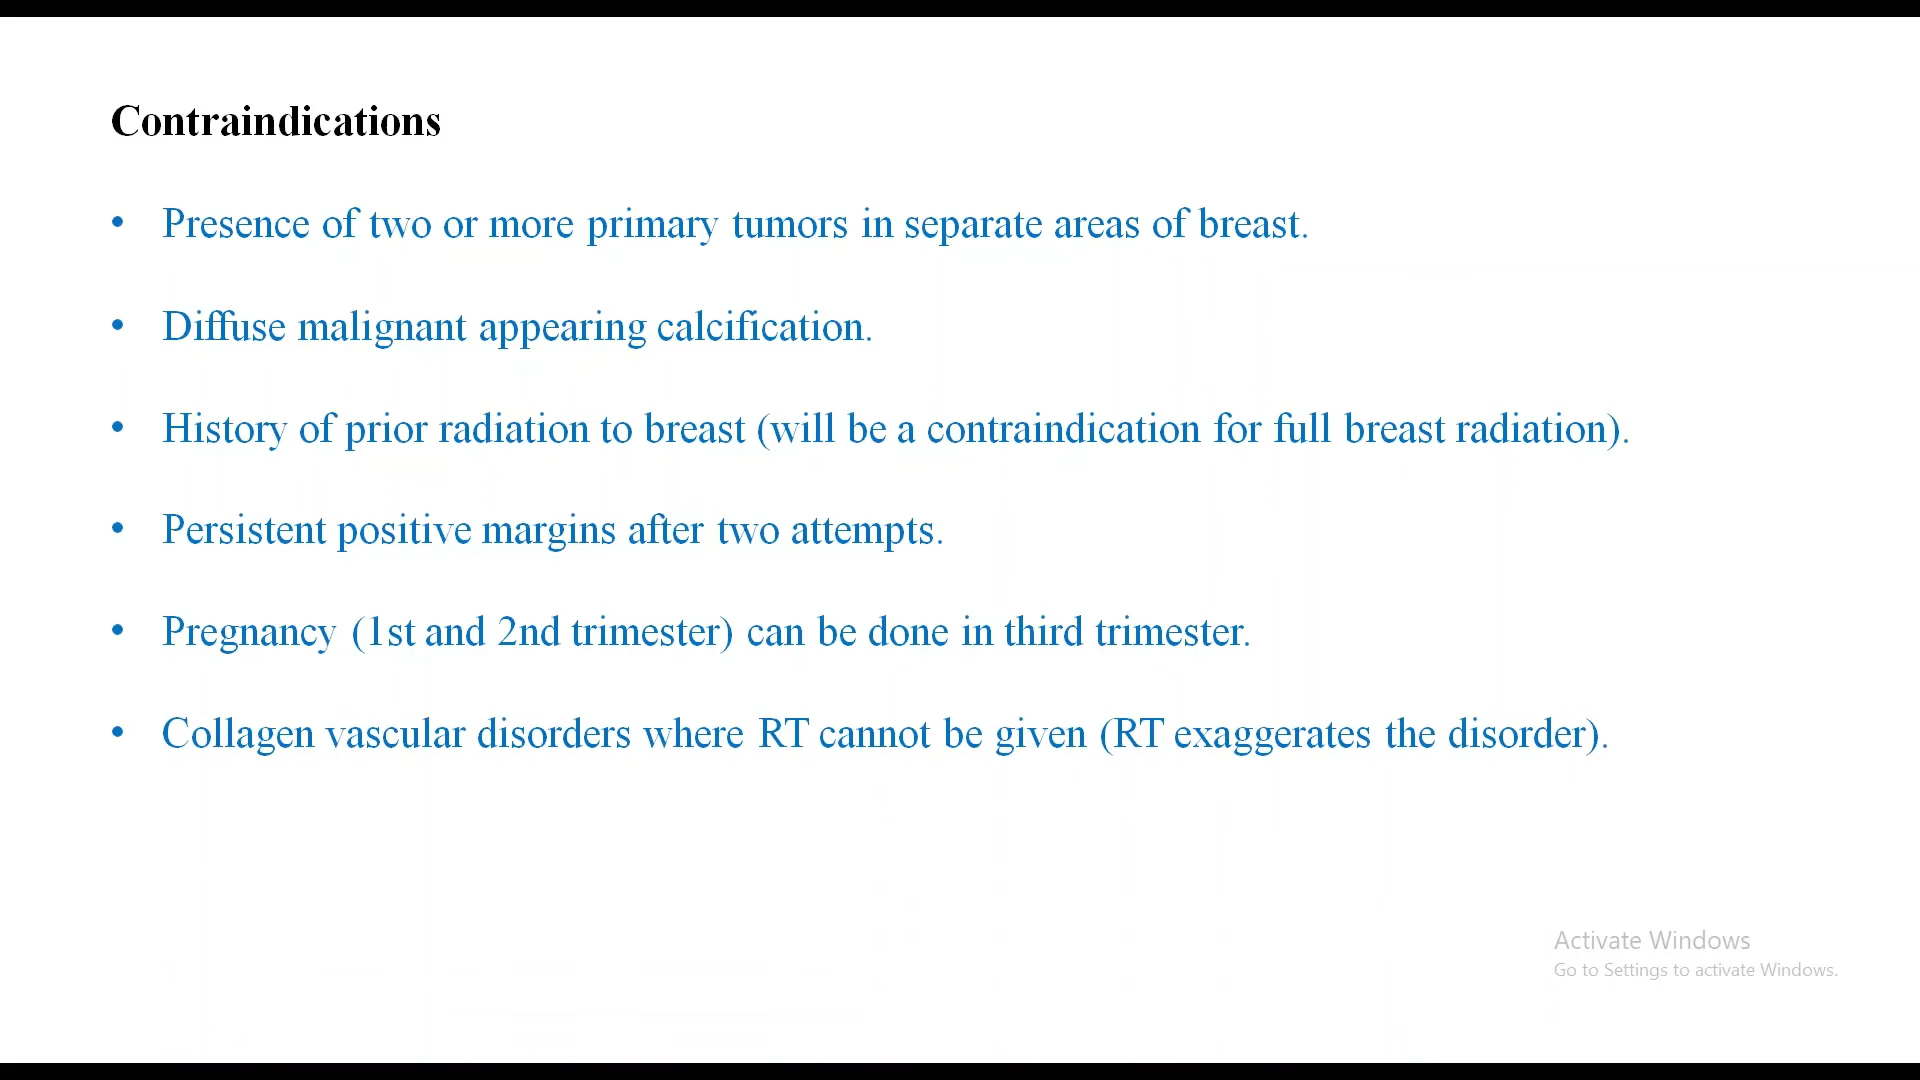 Contraindications
• Presence of two or more primary tumors in separate areas of breast.
• Diffuse malignant appearing calcification.
• History of prior radiation to breast (will be a contraindication for full breast radiation).
• Persistent positive margins after two attempts.
• Pregnancy (1st and 2nd trimester) can be done in third trimester.
• Collagen vascular disorders where RT cannot be given (RT exaggerates the disorder).
Activate Windows
Go to Settings to activate Windows.